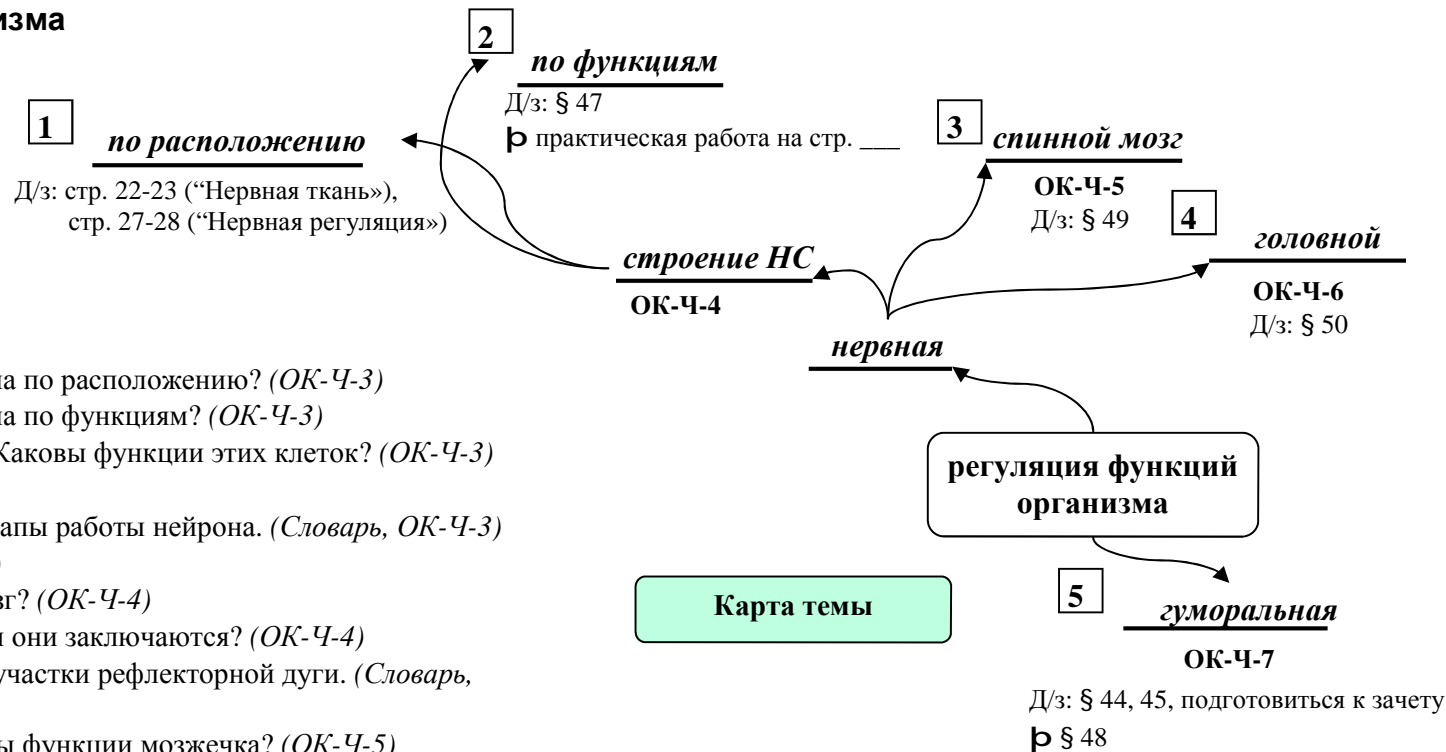 изма
2
по функциям
Д/з: § 47
þ практическая работа на стр. ___
1
по расположению
Д/з: стр. 22-23 (“Нервная ткань»),
стр. 27-28 (“Нервная регуляция»)
3
спинной мозг
ОК-Ч-5
Д/з: § 49
4
головной
ОК-Ч-6
Д/з: § 50
строение НС
ОК-Ч-4
нервная
на по расположению? (ОК-Ч-3)
на по функциям? (ОК-Ч-3)
Каковы функции этих клеток? (ОК-Ч-3)
апы работы нейрона. (Словарь, ОК-Ч-3)
)
зг? (ОК-Ч-4)
м они заключаются? (ОК-Ч-4)
участки рефлекторной дуги. (Словарь,
ы функции мозжечка? (ОК-Ч-5)
регуляция функций
организма
Карта темы
5
гуморальная
ОК-Ч-7
Д/з: § 44, 45, подготовиться к зачету
þ § 48